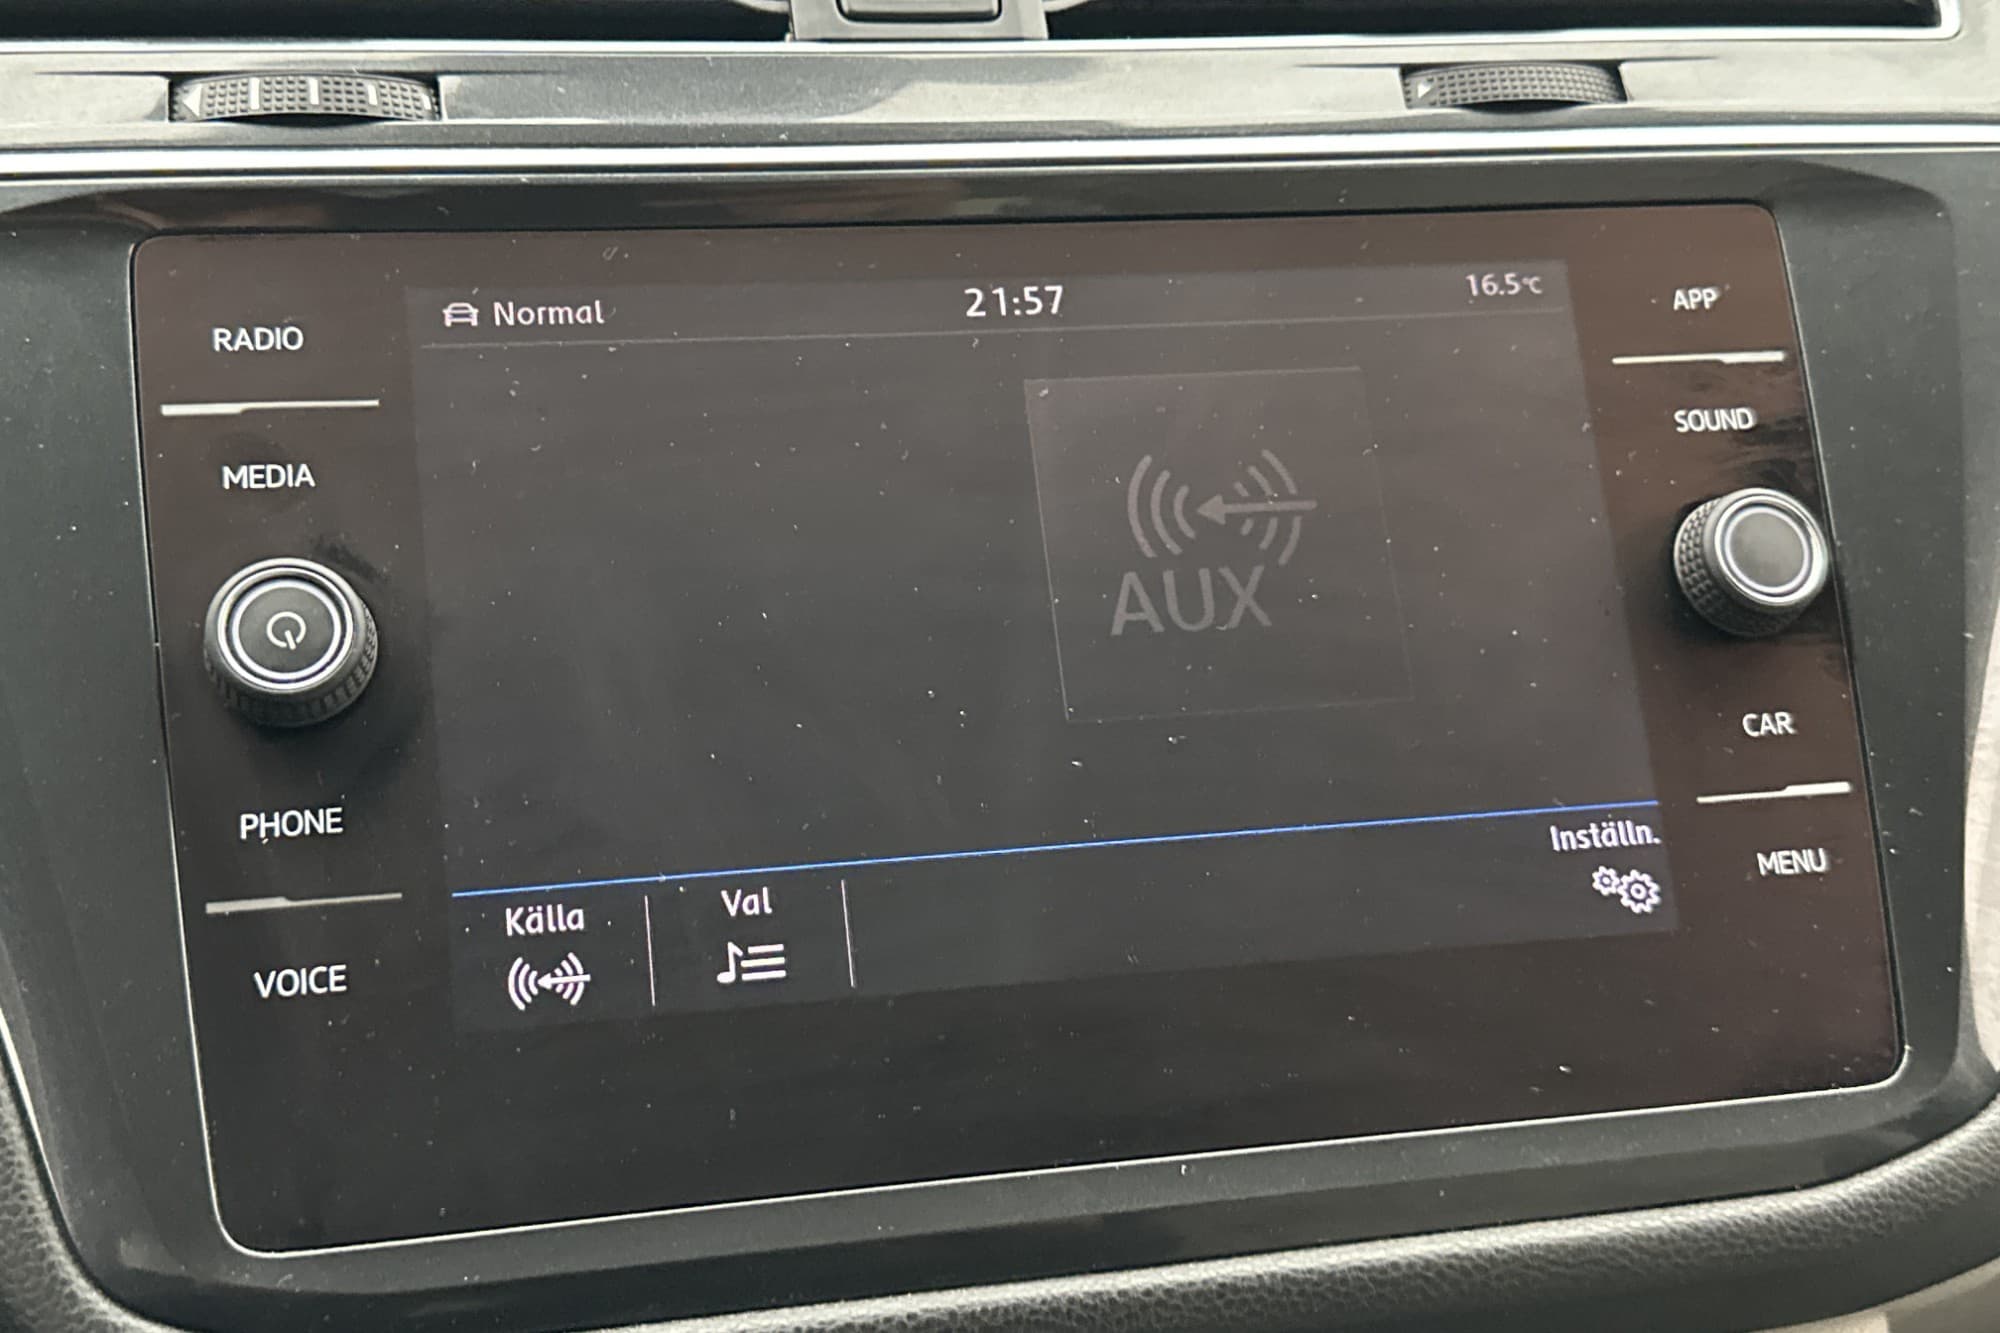 RADIO
MEDIA
PHONE
VOICE
Normal
21:57
16.5°C
AUX
Källa
Val
Inställn.
APP
SOUND
CAR
MENU